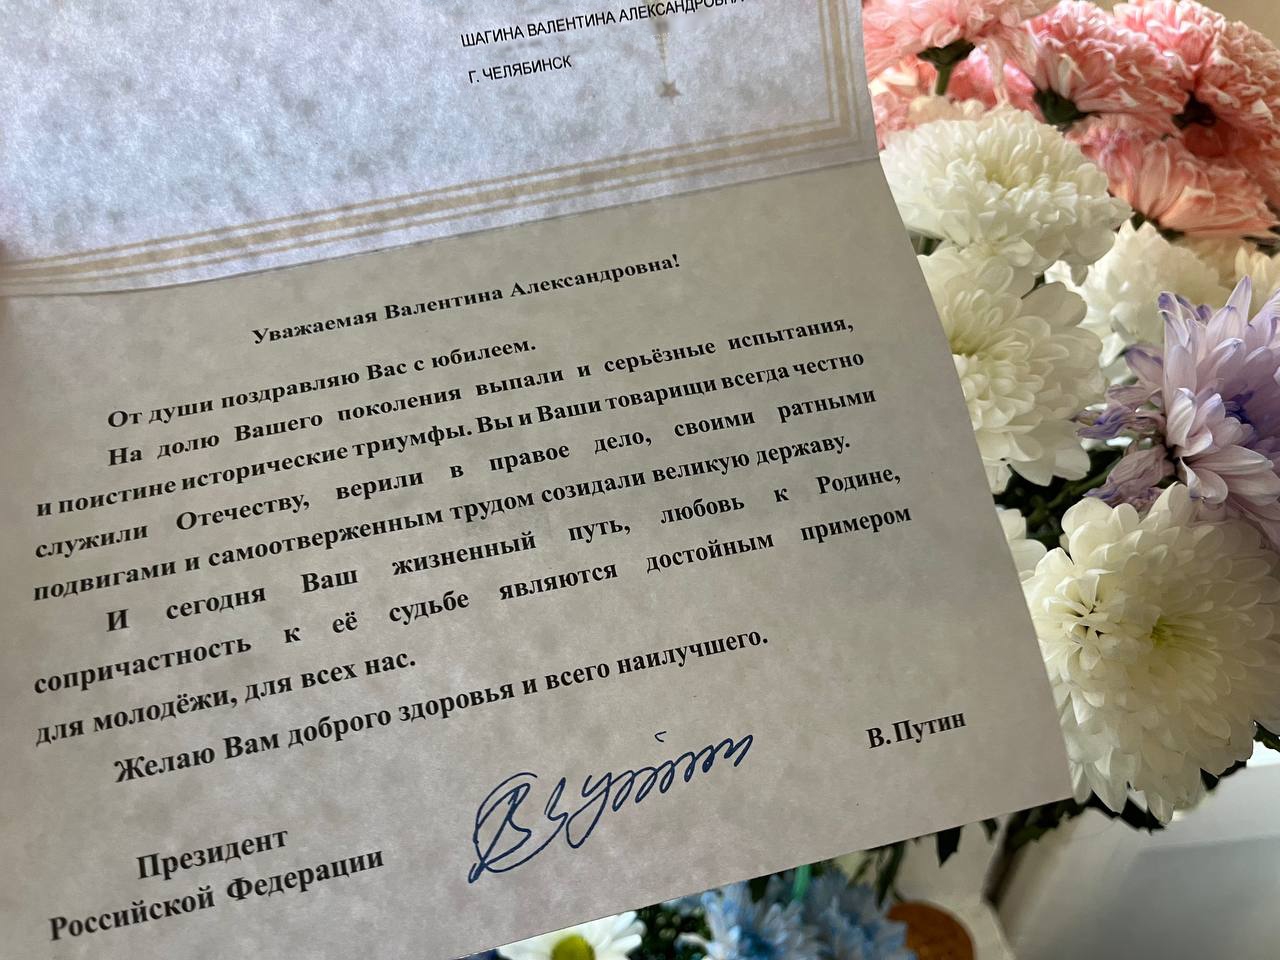 ШАГИНА ВАЛЕНТИНА АЛЕКСАНДРОВНА
Г. ЧЕЛЯБИНСК
Уважаемая Валентина Александровна!
От души поздравляю Вас с юбилеем.
На долю Вашего поколения выпали и серьёзные испытания,
и поистине исторические триумфы. Вы и Ваши товарищи всегда честно
служили Отечеству, верили в правое дело, своими ратными
подвигами и самоотверженным трудом созидали великую державу.
И сегодня Ваш жизненный путь, любовь к Родине,
сопричастность к её судьбе являются достойным примером
для молодёжи, для всех нас.
Желаю Вам доброго здоровья и всего наилучшего.
Президент
Российской Федерации
В.Путин